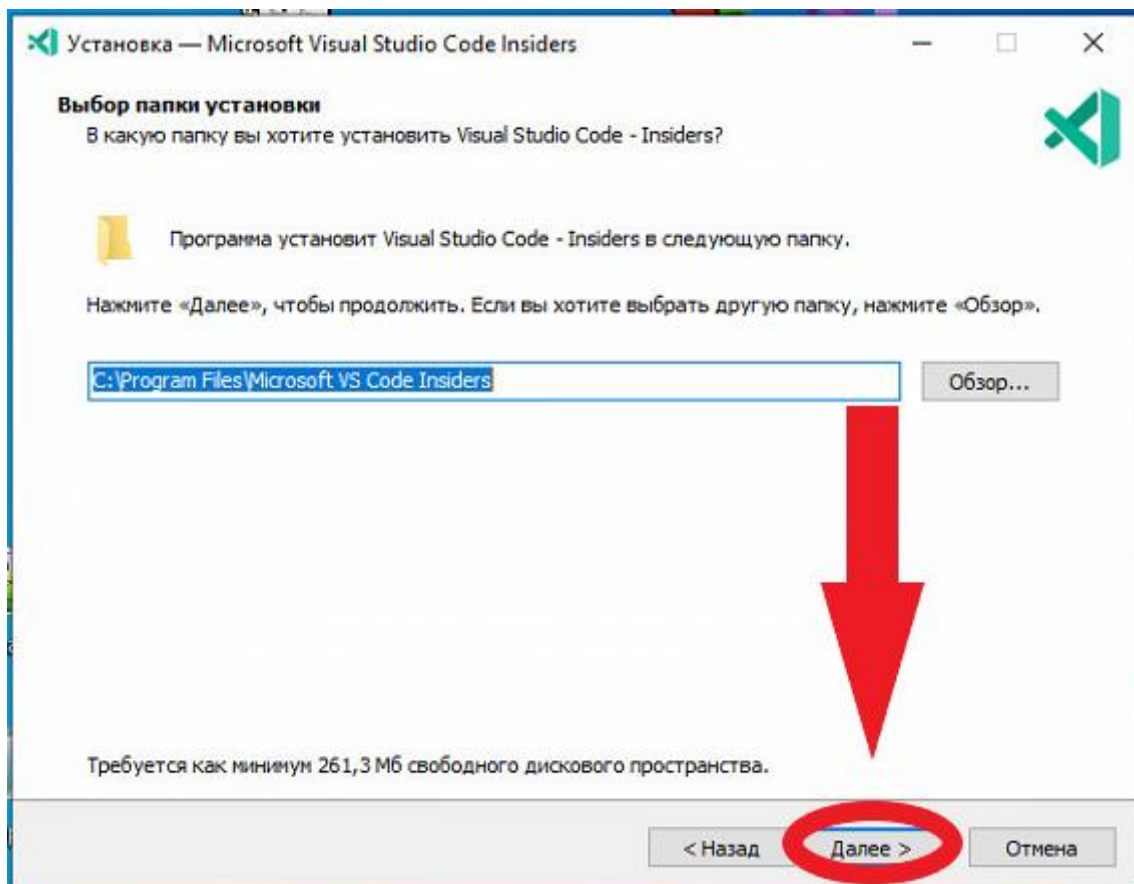 Установка — Microsoft Visual Studio Code Insiders
Выбор папки установки
В какую папку вы хотите установить Visual Studio Code - Insiders?
Программа установит Visual Studio Code - Insiders в следующую папку.
Нажмите «Далее», чтобы продолжить. Если вы хотите выбрать другую папку, нажмите «Обзор».
C:\Program Files\Microsoft VS Code Insiders
Обзор...
Требуется как минимум 261,3 Мб свободного дискового пространства.
< Назад
Далее >
Отмена